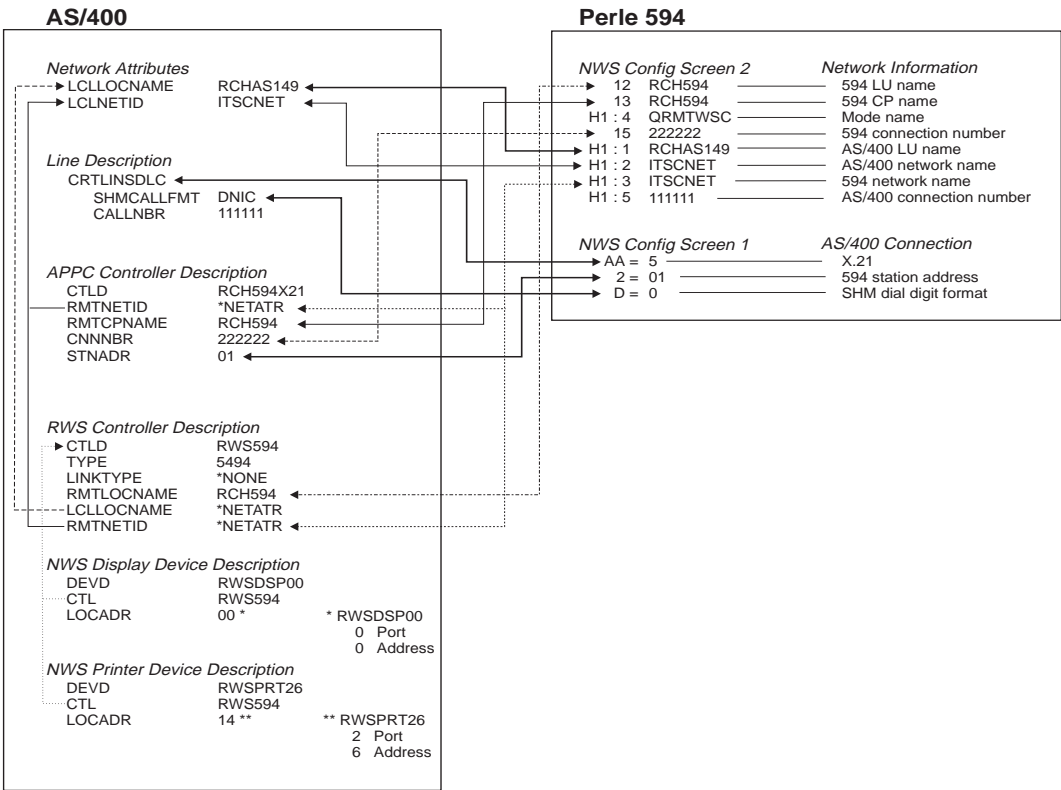 AS/400
Network Attributes
LCLLOCNAME RCHAS149
LCLNETID ITSCNET
Line Description
CRTLINSDLC
SHMCALLFMT DNIC
CALLNBR 111111
APPC Controller Description
CTLD RCH594X21
RMTNETID *NETATR
RMTCPNAME RCH594
CNNNBR 222222
STNADR 01
RWS Controller Description
CTLD RWS594
TYPE 5494
LINKTYPE *NONE
RMTLOCNAME RCH594
LCLLOCNAME *NETATR
RMTNETID *NETATR
NWS Display Device Description
DEVD RWSDSP00
CTL RWS594
LOCADR 00 * * RWSDSP00
0 Port
0 Address
NWS Printer Device Description
DEVD RWSPRT26
CTL RWS594
LOCADR 14 ** ** RWSPRT26
2 Port
6 Address
Perle 594
NWS Config Screen 2 Network Information
12 RCH594 594 LU name
13 RCH594 594 CP name
H1 : 4 QRMTWSC Mode name
15 222222 594 connection number
H1 : 1 RCHAS149 AS/400 LU name
H1 : 2 ITSCNET AS/400 network name
H1 : 3 ITSCNET 594 network name
H1 : 5 111111 AS/400 connection number
NWS Config Screen 1 AS/400 Connection
AA = 5 X.21
2 = 01 594 station address
D = 0 SHM dial digit format